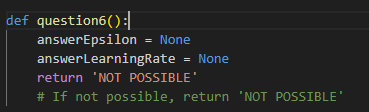 def question6():
    answerEpsilon = None
    answerLearningRate = None
    return 'NOT POSSIBLE'
    # If not possible, return 'NOT POSSIBLE'